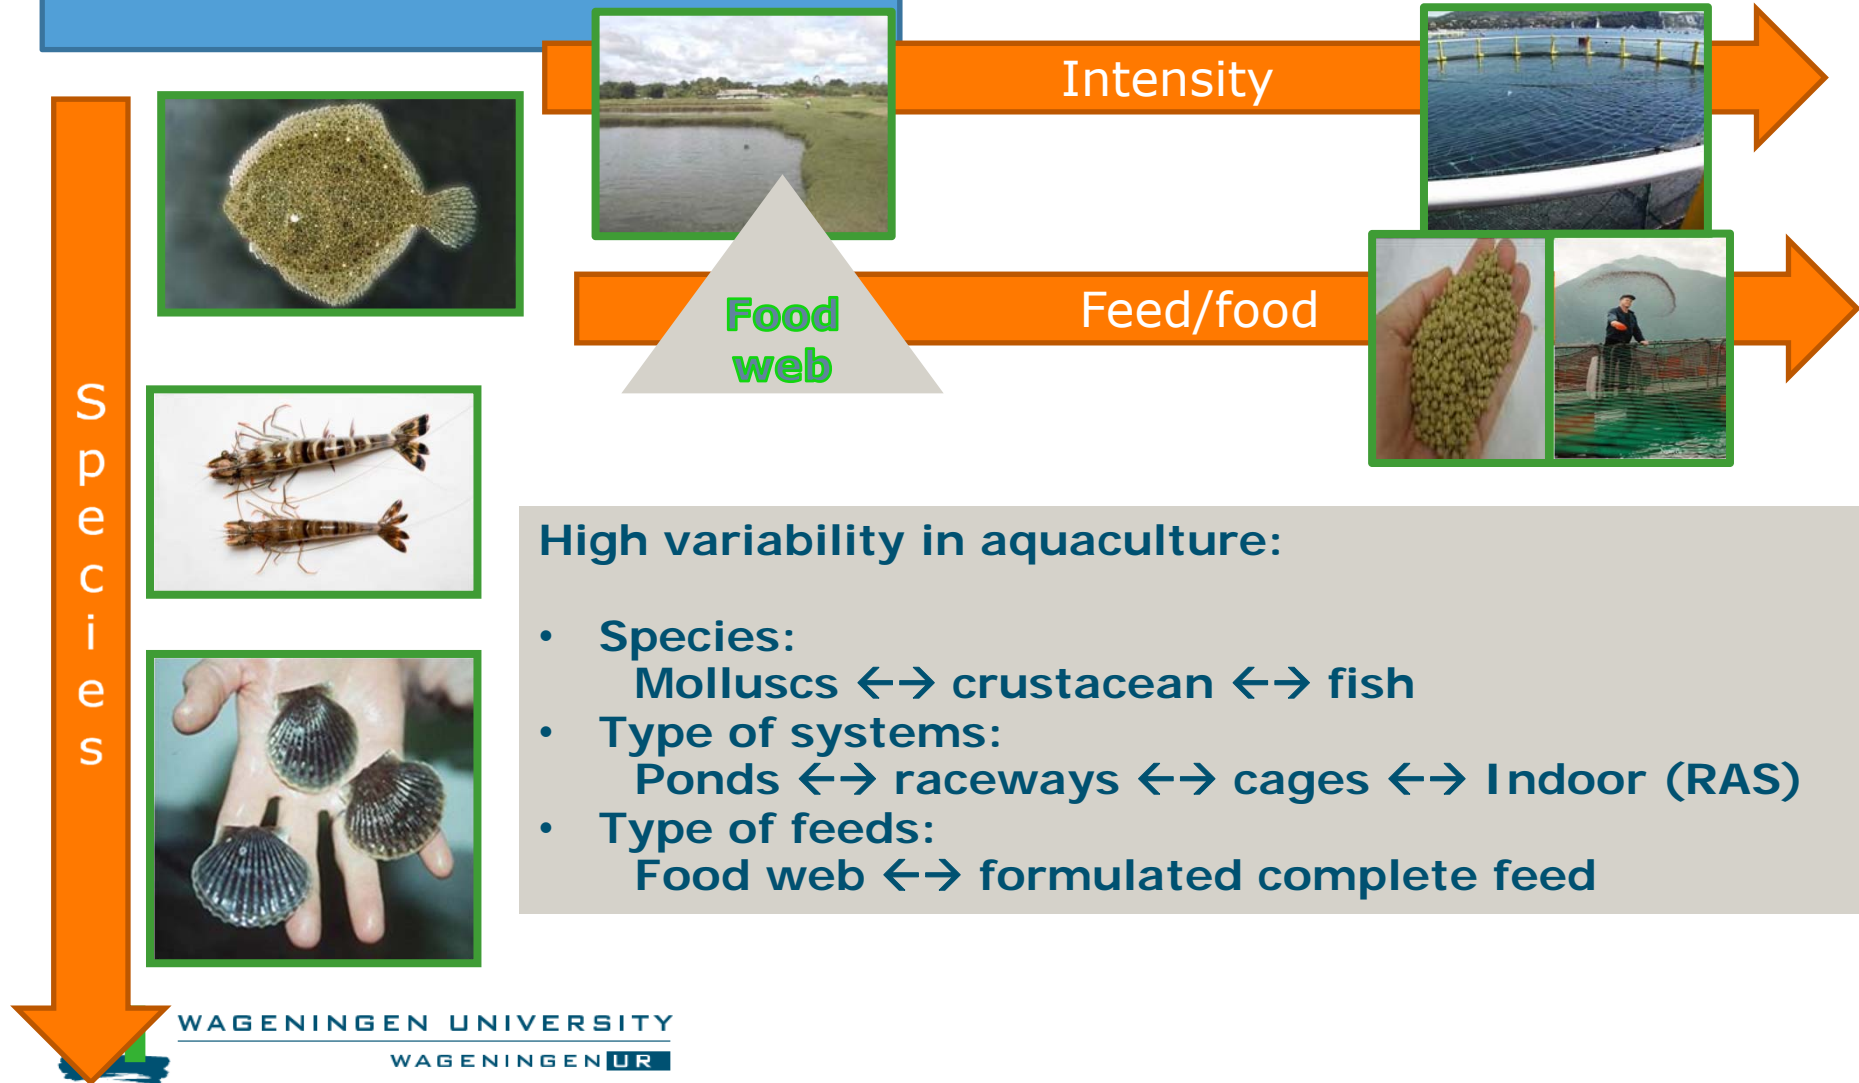 Intensity
Feed/food
Food
web
Species
High variability in aquaculture:
• Species:
Molluscs ←→ crustacean ←→ fish
• Type of systems:
Ponds ←→ raceways ←→ cages ←→ Indoor (RAS)
• Type of feeds:
Food web ←→ formulated complete feed
WAGENINGEN UNIVERSITY
WAGENINGEN UR